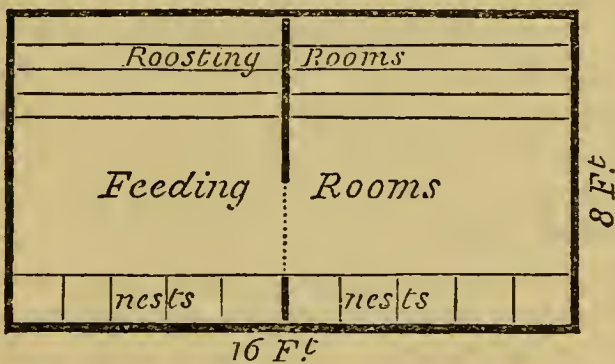 Roosting Rooms
Feeding Rooms
8 Ft
nests nests
16 Ft